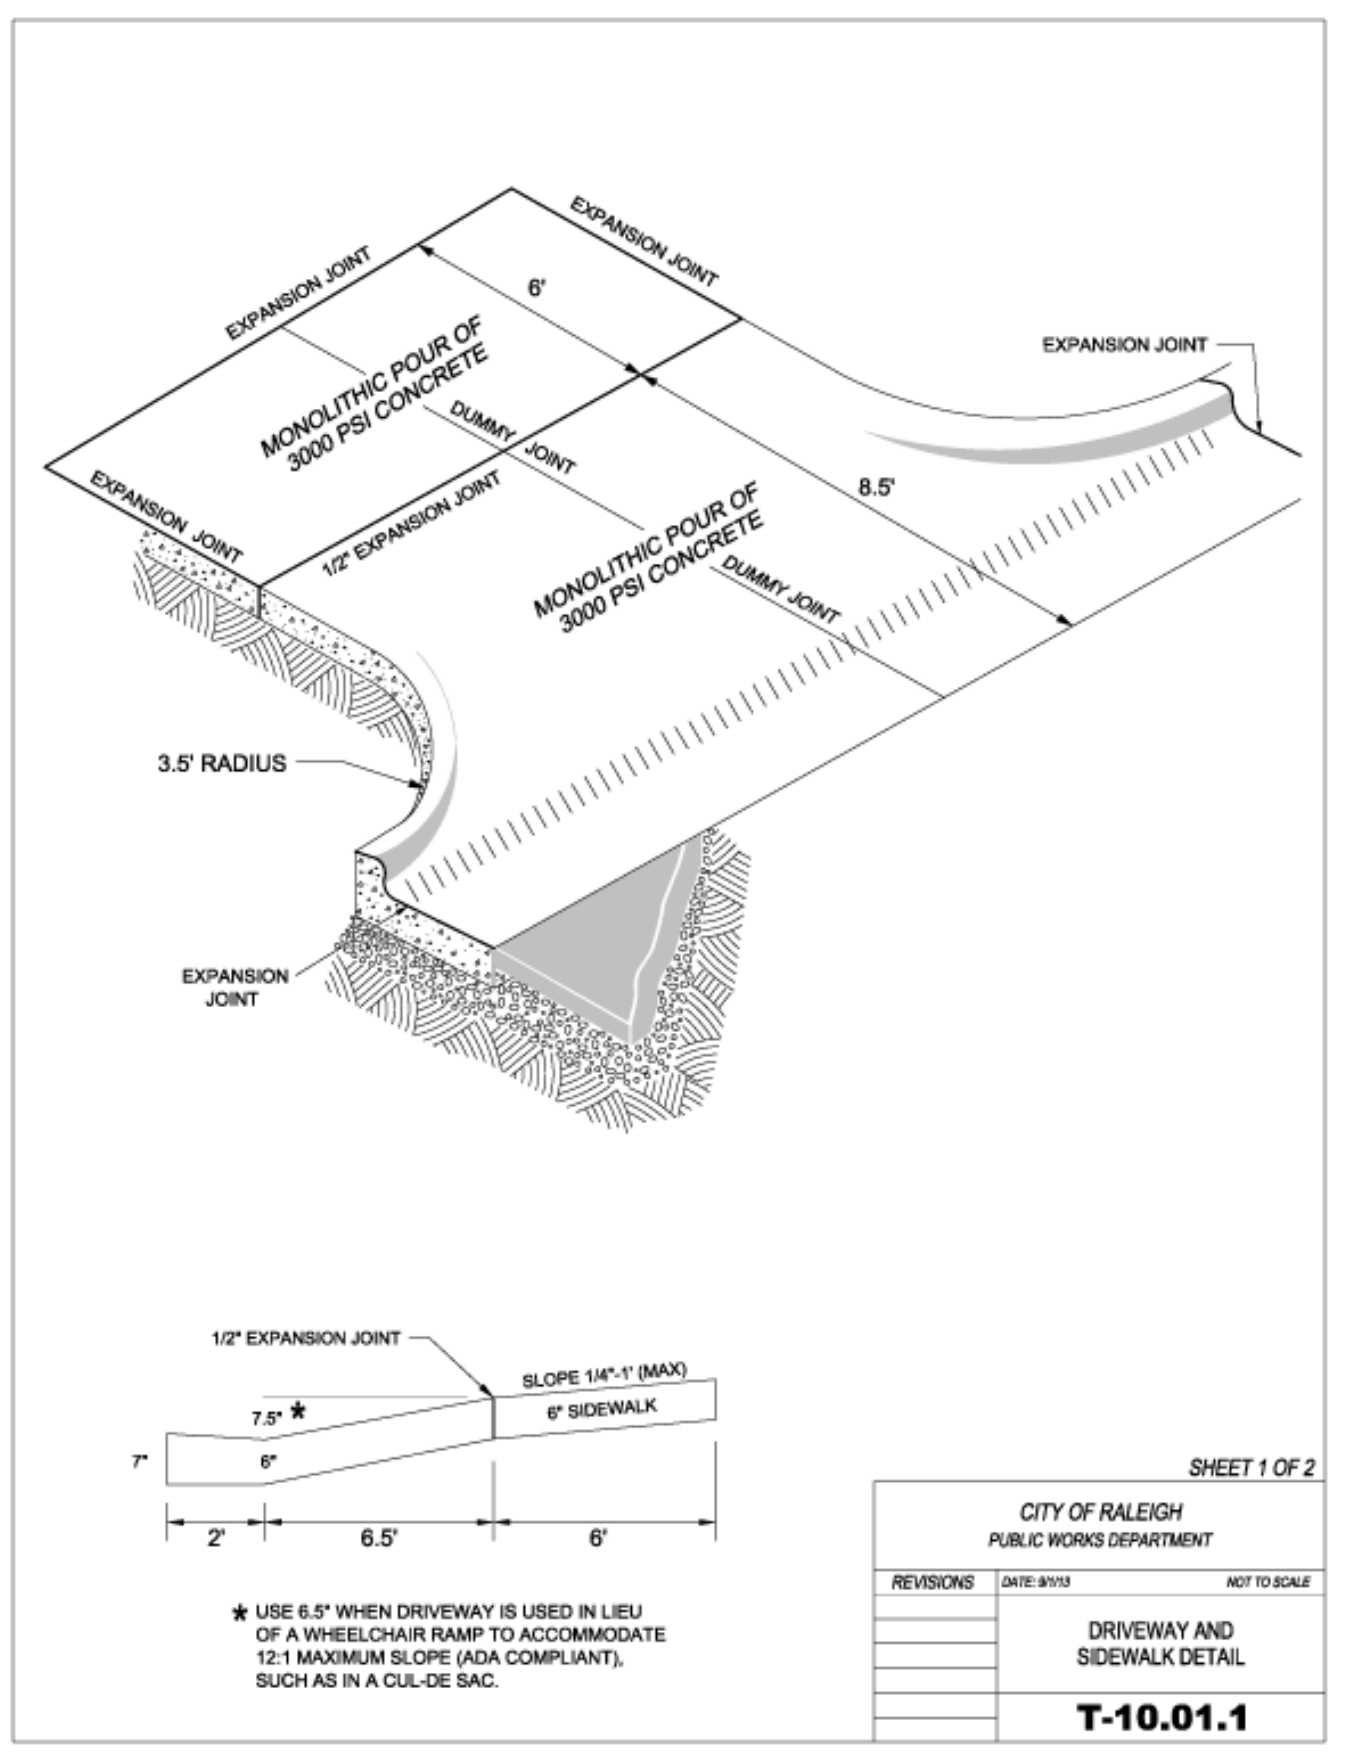 EXPANSION JOINT
EXPANSION JOINT
6'
EXPANSION JOINT
MONOLITHIC POUR OF
3000 PSI CONCRETE
DUMMY JOINT
8.5'
EXPANSION JOINT
1/2" EXPANSION JOINT
MONOLITHIC POUR OF
3000 PSI CONCRETE
DUMMY JOINT
3.5' RADIUS
EXPANSION
JOINT
1/2" EXPANSION JOINT
SLOPE 1/4"-1' (MAX)
7.5" *
6" SIDEWALK
7"
6"
2'
6.5'
6'
* USE 6.5" WHEN DRIVEWAY IS USED IN LIEU
OF A WHEELCHAIR RAMP TO ACCOMMODATE
12:1 MAXIMUM SLOPE (ADA COMPLIANT),
SUCH AS IN A CUL-DE SAC.
SHEET 1 OF 2
CITY OF RALEIGH
PUBLIC WORKS DEPARTMENT
REVISIONS
DATE: 9/1/13
NOT TO SCALE
DRIVEWAY AND
SIDEWALK DETAIL
T-10.01.1